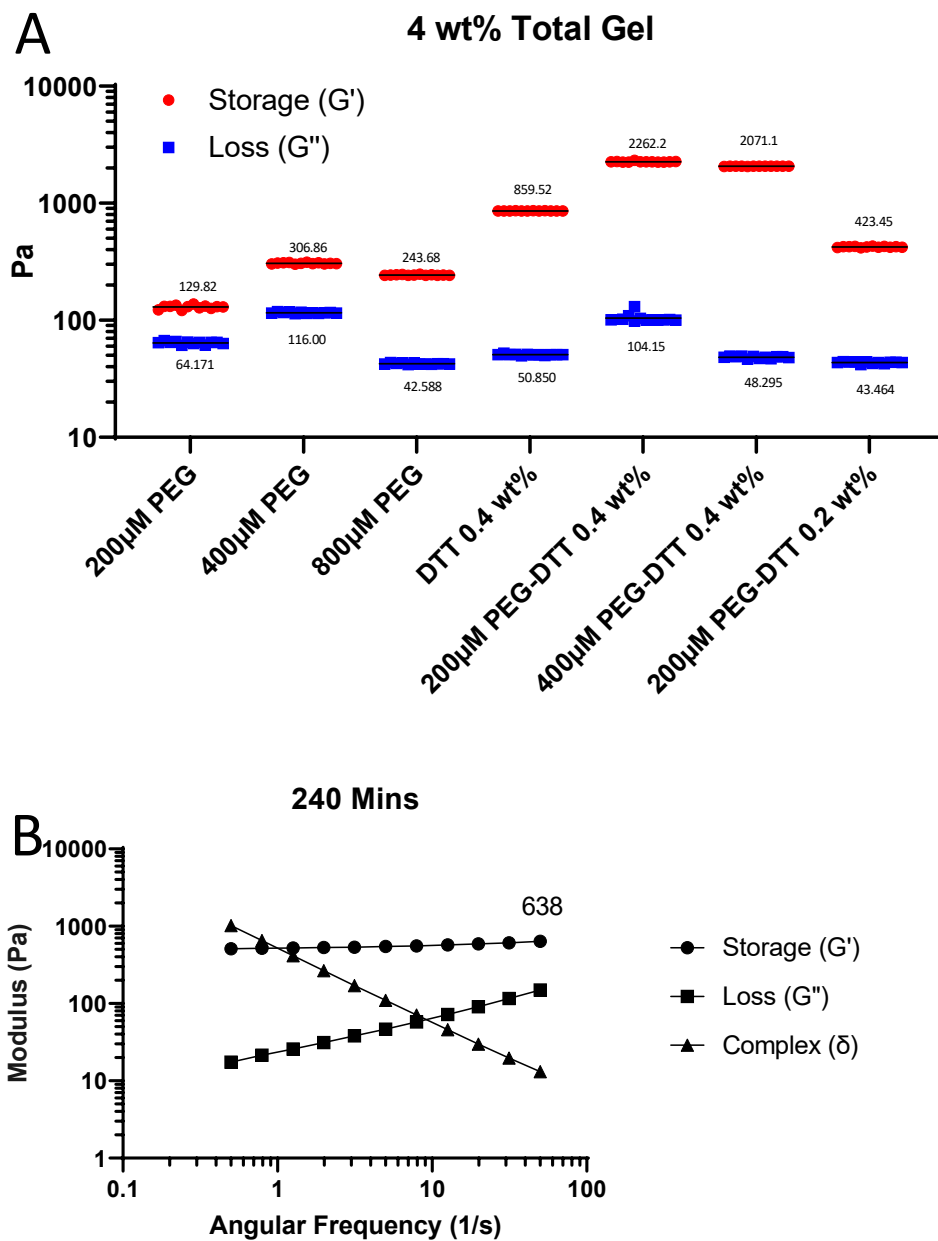 A
4 wt% Total Gel
Storage (G')
Loss (G'')
Pa
10000
1000
100
10
129.82
64.171
306.86
116.00
243.68
42.588
859.52
50.850
2262.2
104.15
2071.1
48.295
423.45
43.464
200µM PEG
400µM PEG
800µM PEG
DTT 0.4 wt%
200µM PEG-DTT 0.4 wt%
400µM PEG-DTT 0.4 wt%
200µM PEG-DTT 0.2 wt%
B
240 Mins
Modulus (Pa)
10000
1000
100
10
1
638
0.1
1
10
100
Angular Frequency (1/s)
Storage (G')
Loss (G'')
Complex (δ)